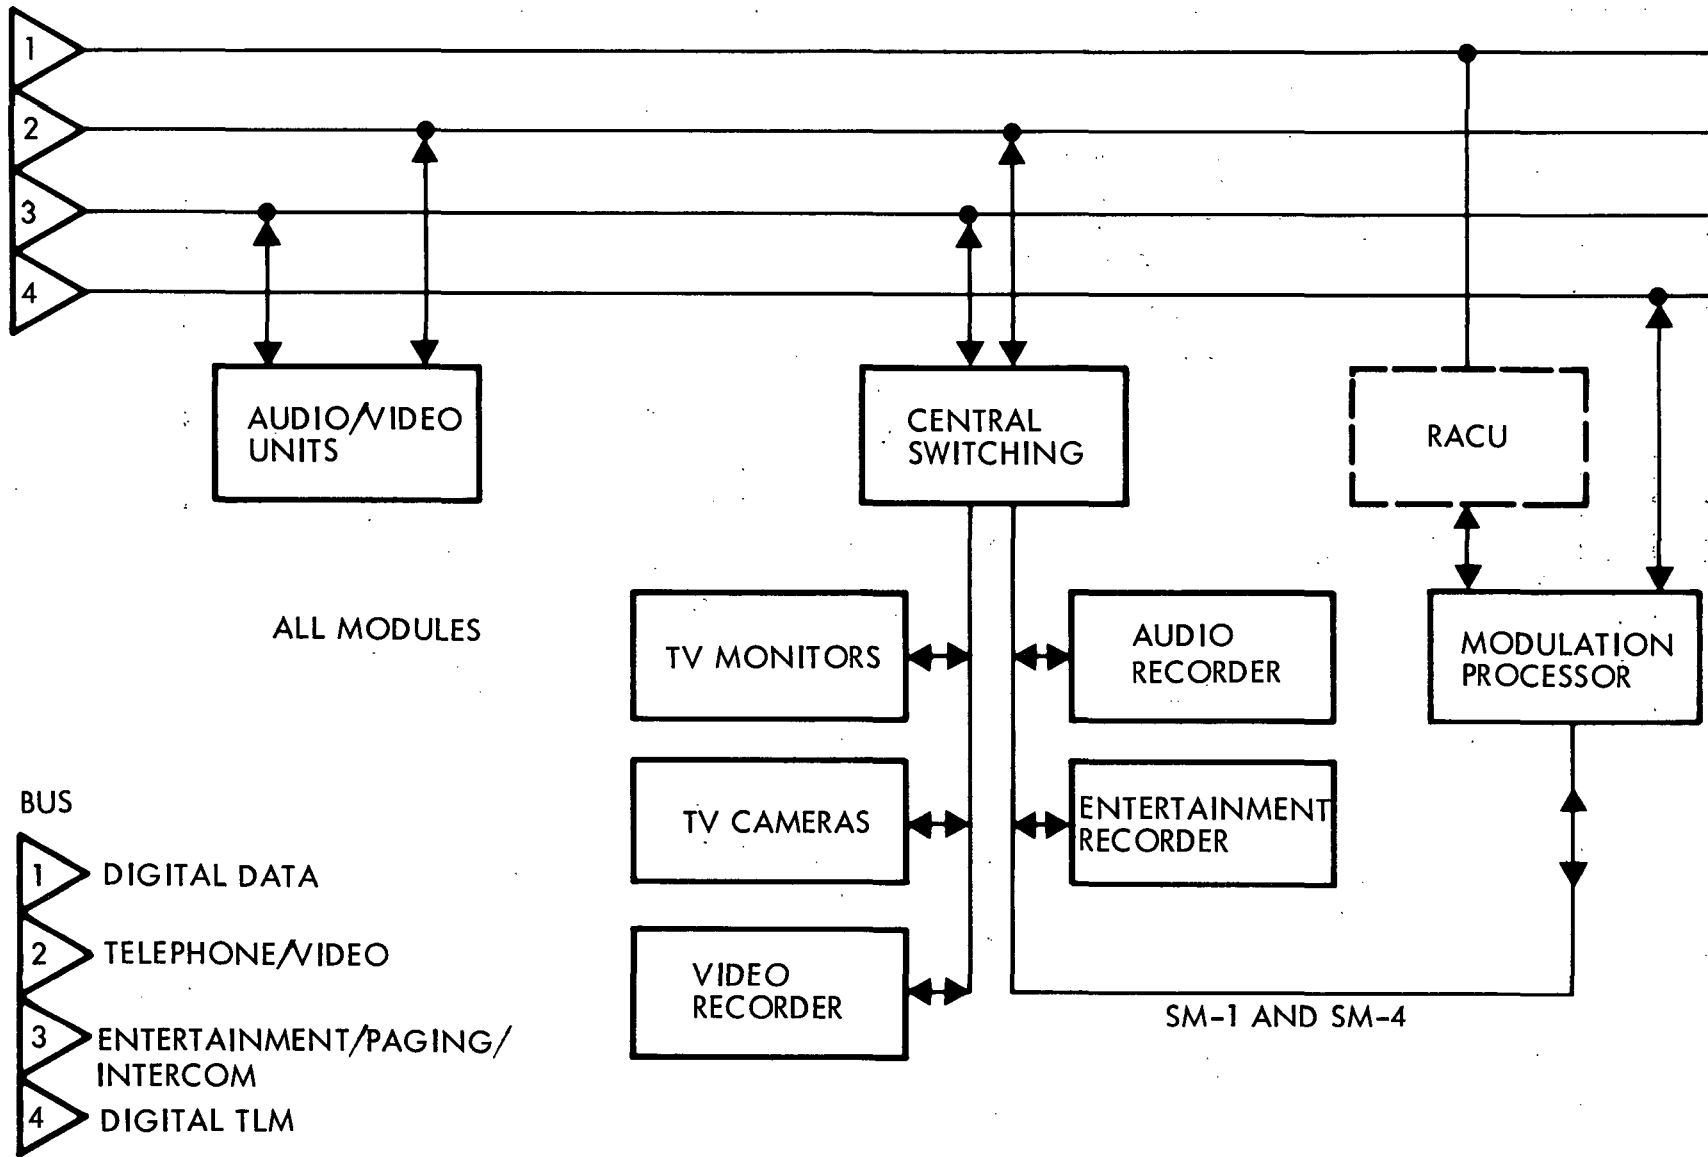 1
2
3
4
AUDIO/VIDEO
UNITS
CENTRAL
SWITCHING
RACU
ALL MODULES
TV MONITORS
AUDIO
RECORDER
MODULATION
PROCESSOR
TV CAMERAS
ENTERTAINMENT
RECORDER
VIDEO
RECORDER
SM-1 AND SM-4
BUS
1 DIGITAL DATA
2 TELEPHONE/VIDEO
3 ENTERTAINMENT/PAGING/
INTERCOM
4 DIGITAL TLM